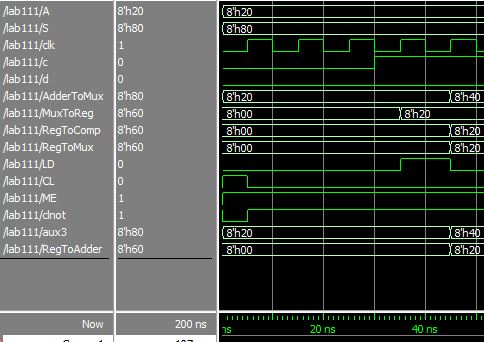 /lab111/A 8'h20 8'h20
/lab111/S 8'h80 8'h80
/lab111/clk 1
/lab111/c 0
/lab111/d 0
/lab111/AdderToMux 8'h80 8'h20 8'h40
/lab111/MuxToReg 8'h60 8'h00 8'h20
/lab111/RegToComp 8'h60 8'h00 8'h20
/lab111/RegToMux 8'h60 8'h00 8'h20
/lab111/LD 0
/lab111/CL 0
/lab111/ME 1
/lab111/clnot 1
/lab111/aux3 8'h80 8'h20 8'h40
/lab111/RegToAdder 8'h60 8'h00 8'h20
Now 200 ns ns 20 ns 40 ns